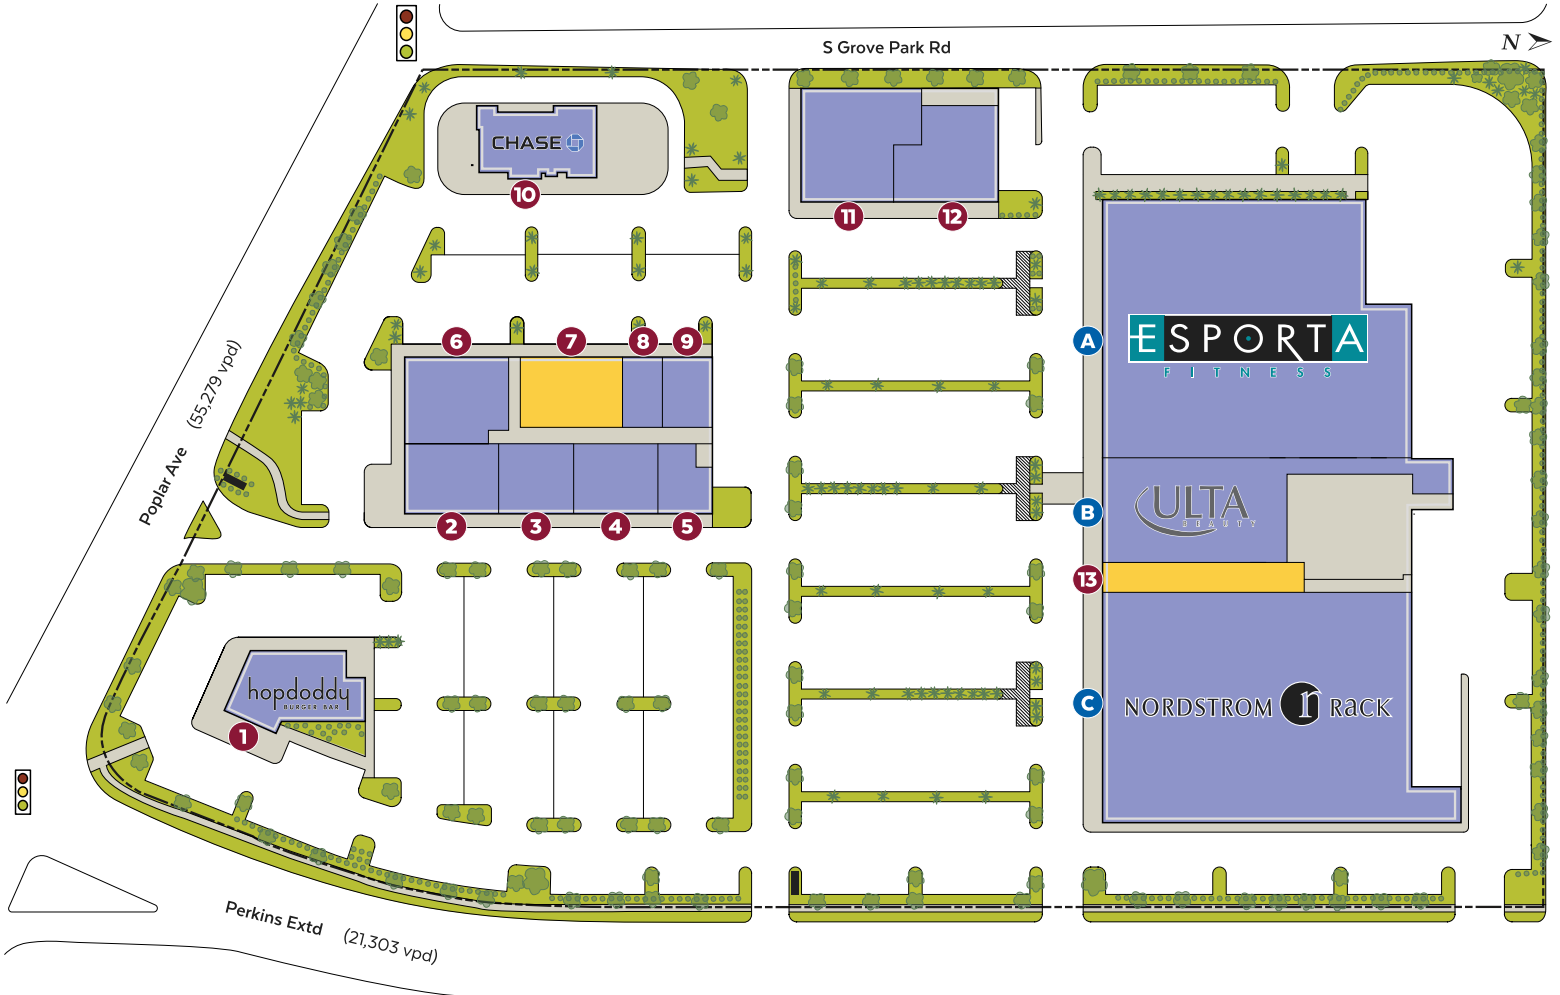 S Grove Park Rd
N
CHASE
10
11
12
6
7
8
9
A
ESPORTA
FITNESS
(55,279 vpd)
Poplar Ave
2
3
4
5
B
ULTA
BEAUTY
13
hopdoddy
BURGER BAR
1
C
NORDSTROM r RACK
Perkins Extd
(21,303 vpd)